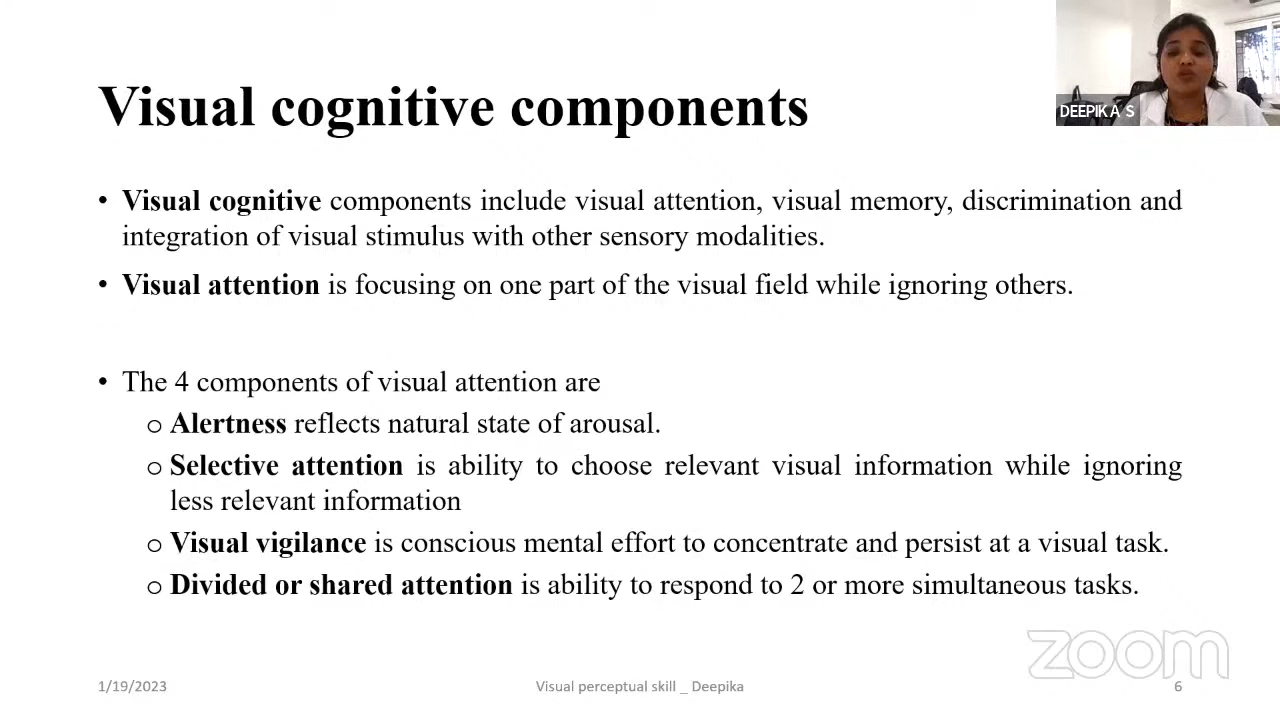 Visual cognitive components
DEEPIKA S
• Visual cognitive components include visual attention, visual memory, discrimination and
integration of visual stimulus with other sensory modalities.
• Visual attention is focusing on one part of the visual field while ignoring others.
• The 4 components of visual attention are
o Alertness reflects natural state of arousal.
o Selective attention is ability to choose relevant visual information while ignoring
less relevant information
o Visual vigilance is conscious mental effort to concentrate and persist at a visual task.
o Divided or shared attention is ability to respond to 2 or more simultaneous tasks.
zoom
1/19/2023
Visual perceptual skill _ Deepika
6